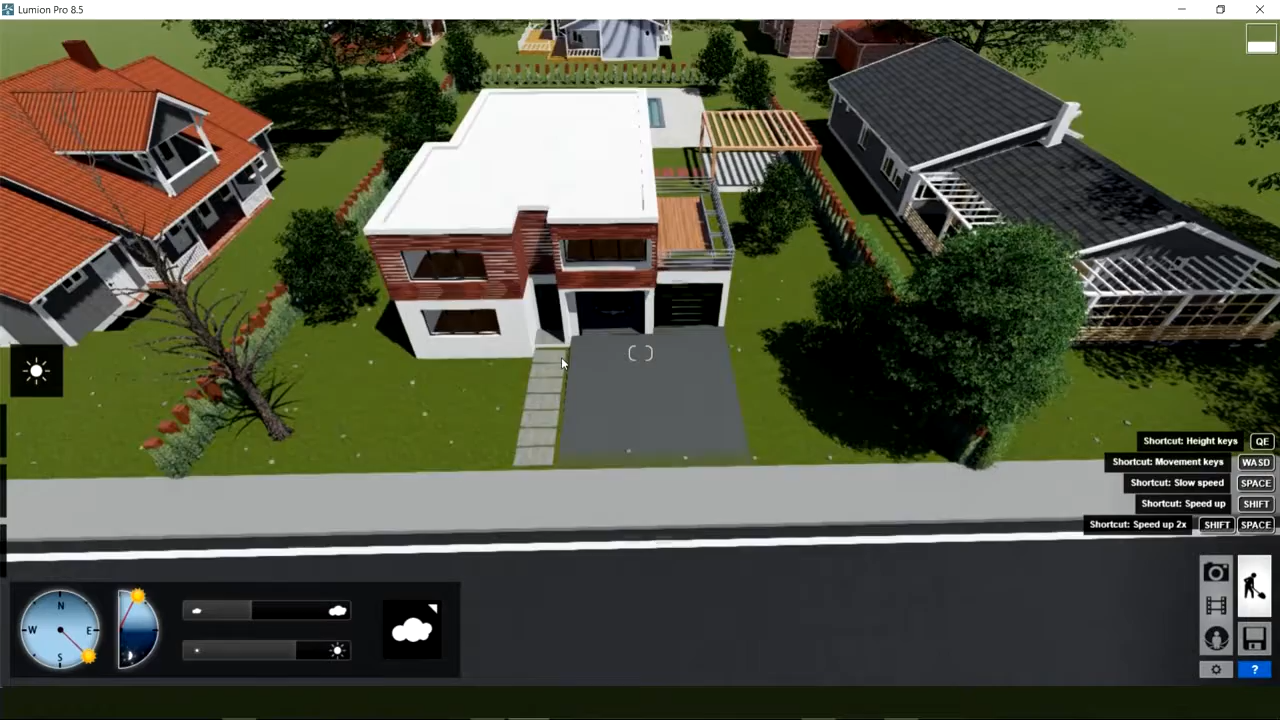 Lumion Pro 8.5
Shortcut: Height keys QE
Shortcut: Movement keys WASD
Shortcut: Slow speed SPACE
Shortcut: Speed up SHIFT
Shortcut: Speed up 2x SHIFT SPACE
N
W E
S
?